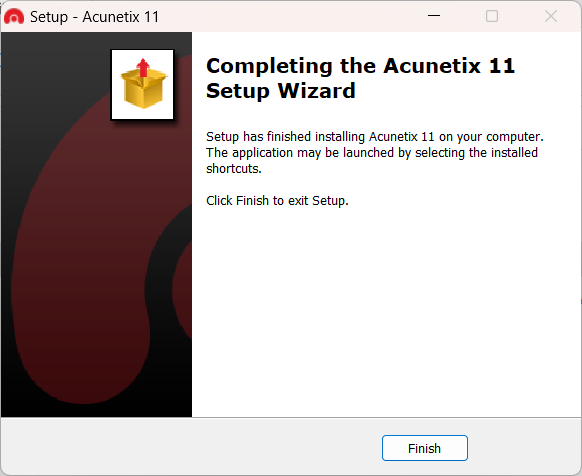 Setup - Acunetix 11
Completing the Acunetix 11
Setup Wizard
Setup has finished installing Acunetix 11 on your computer.
The application may be launched by selecting the installed
shortcuts.
Click Finish to exit Setup.
Finish